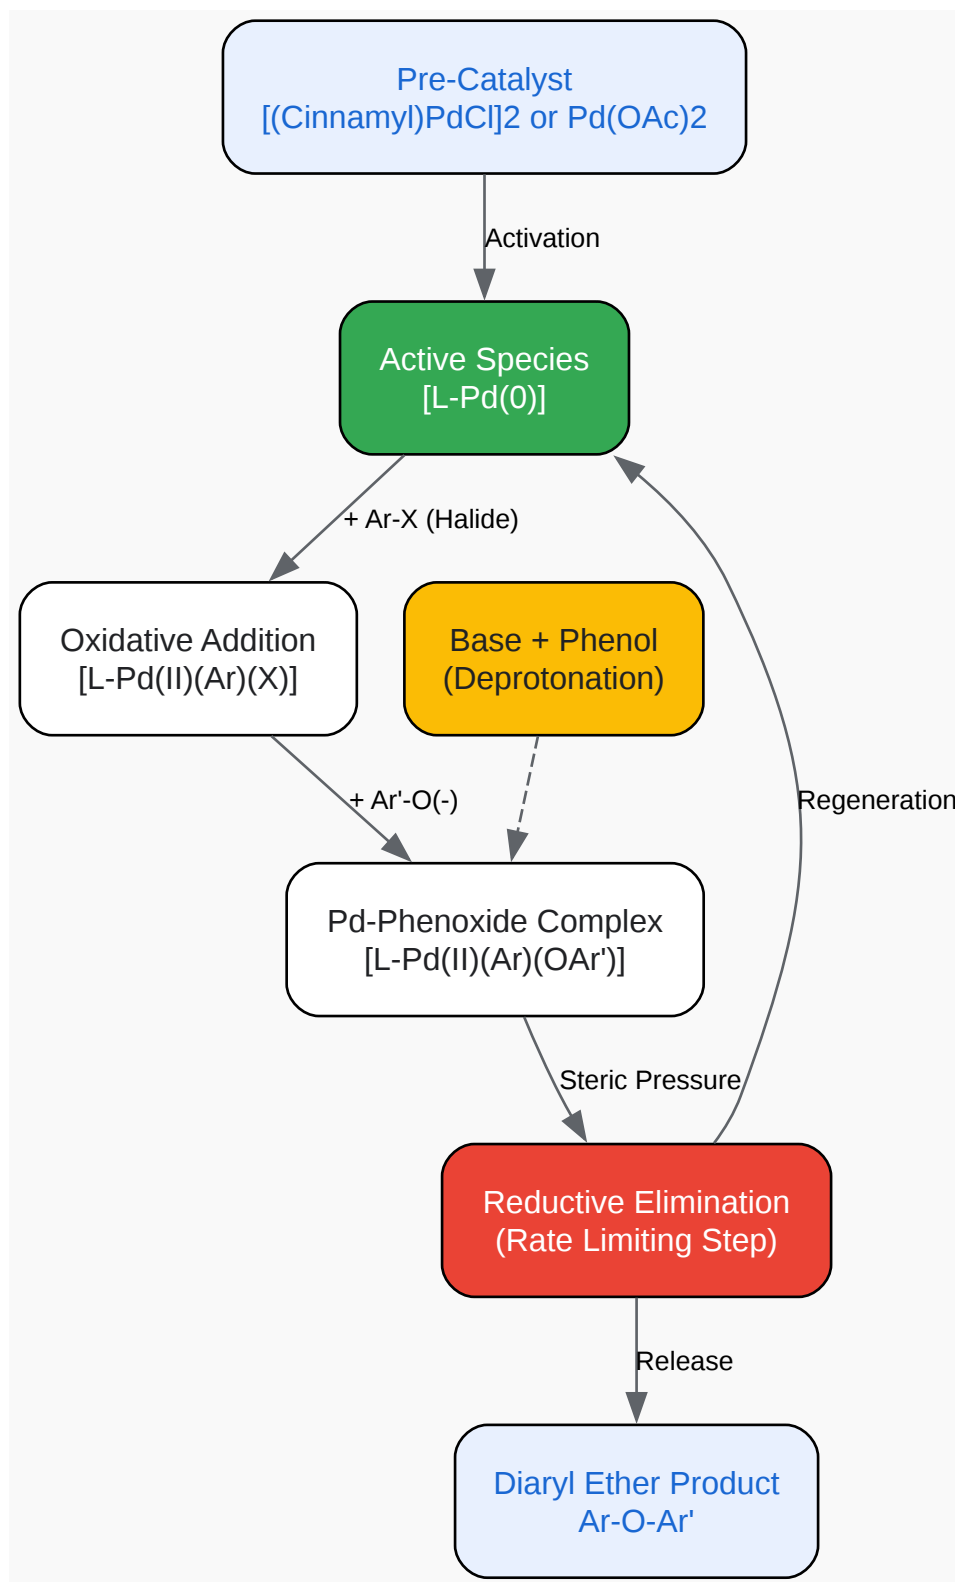 Pre-Catalyst
[(Cinnamyl)PdCl]2 or Pd(OAc)2
Activation
Active Species
[L-Pd(0)]
+ Ar-X (Halide)
Oxidative Addition
[L-Pd(II)(Ar)(X)]
Base + Phenol
(Deprotonation)
+ Ar'-O(-)
Regeneration
Pd-Phenoxide Complex
[L-Pd(II)(Ar)(OAr')]
Steric Pressure
Reductive Elimination
(Rate Limiting Step)
Release
Diaryl Ether Product
Ar-O-Ar'